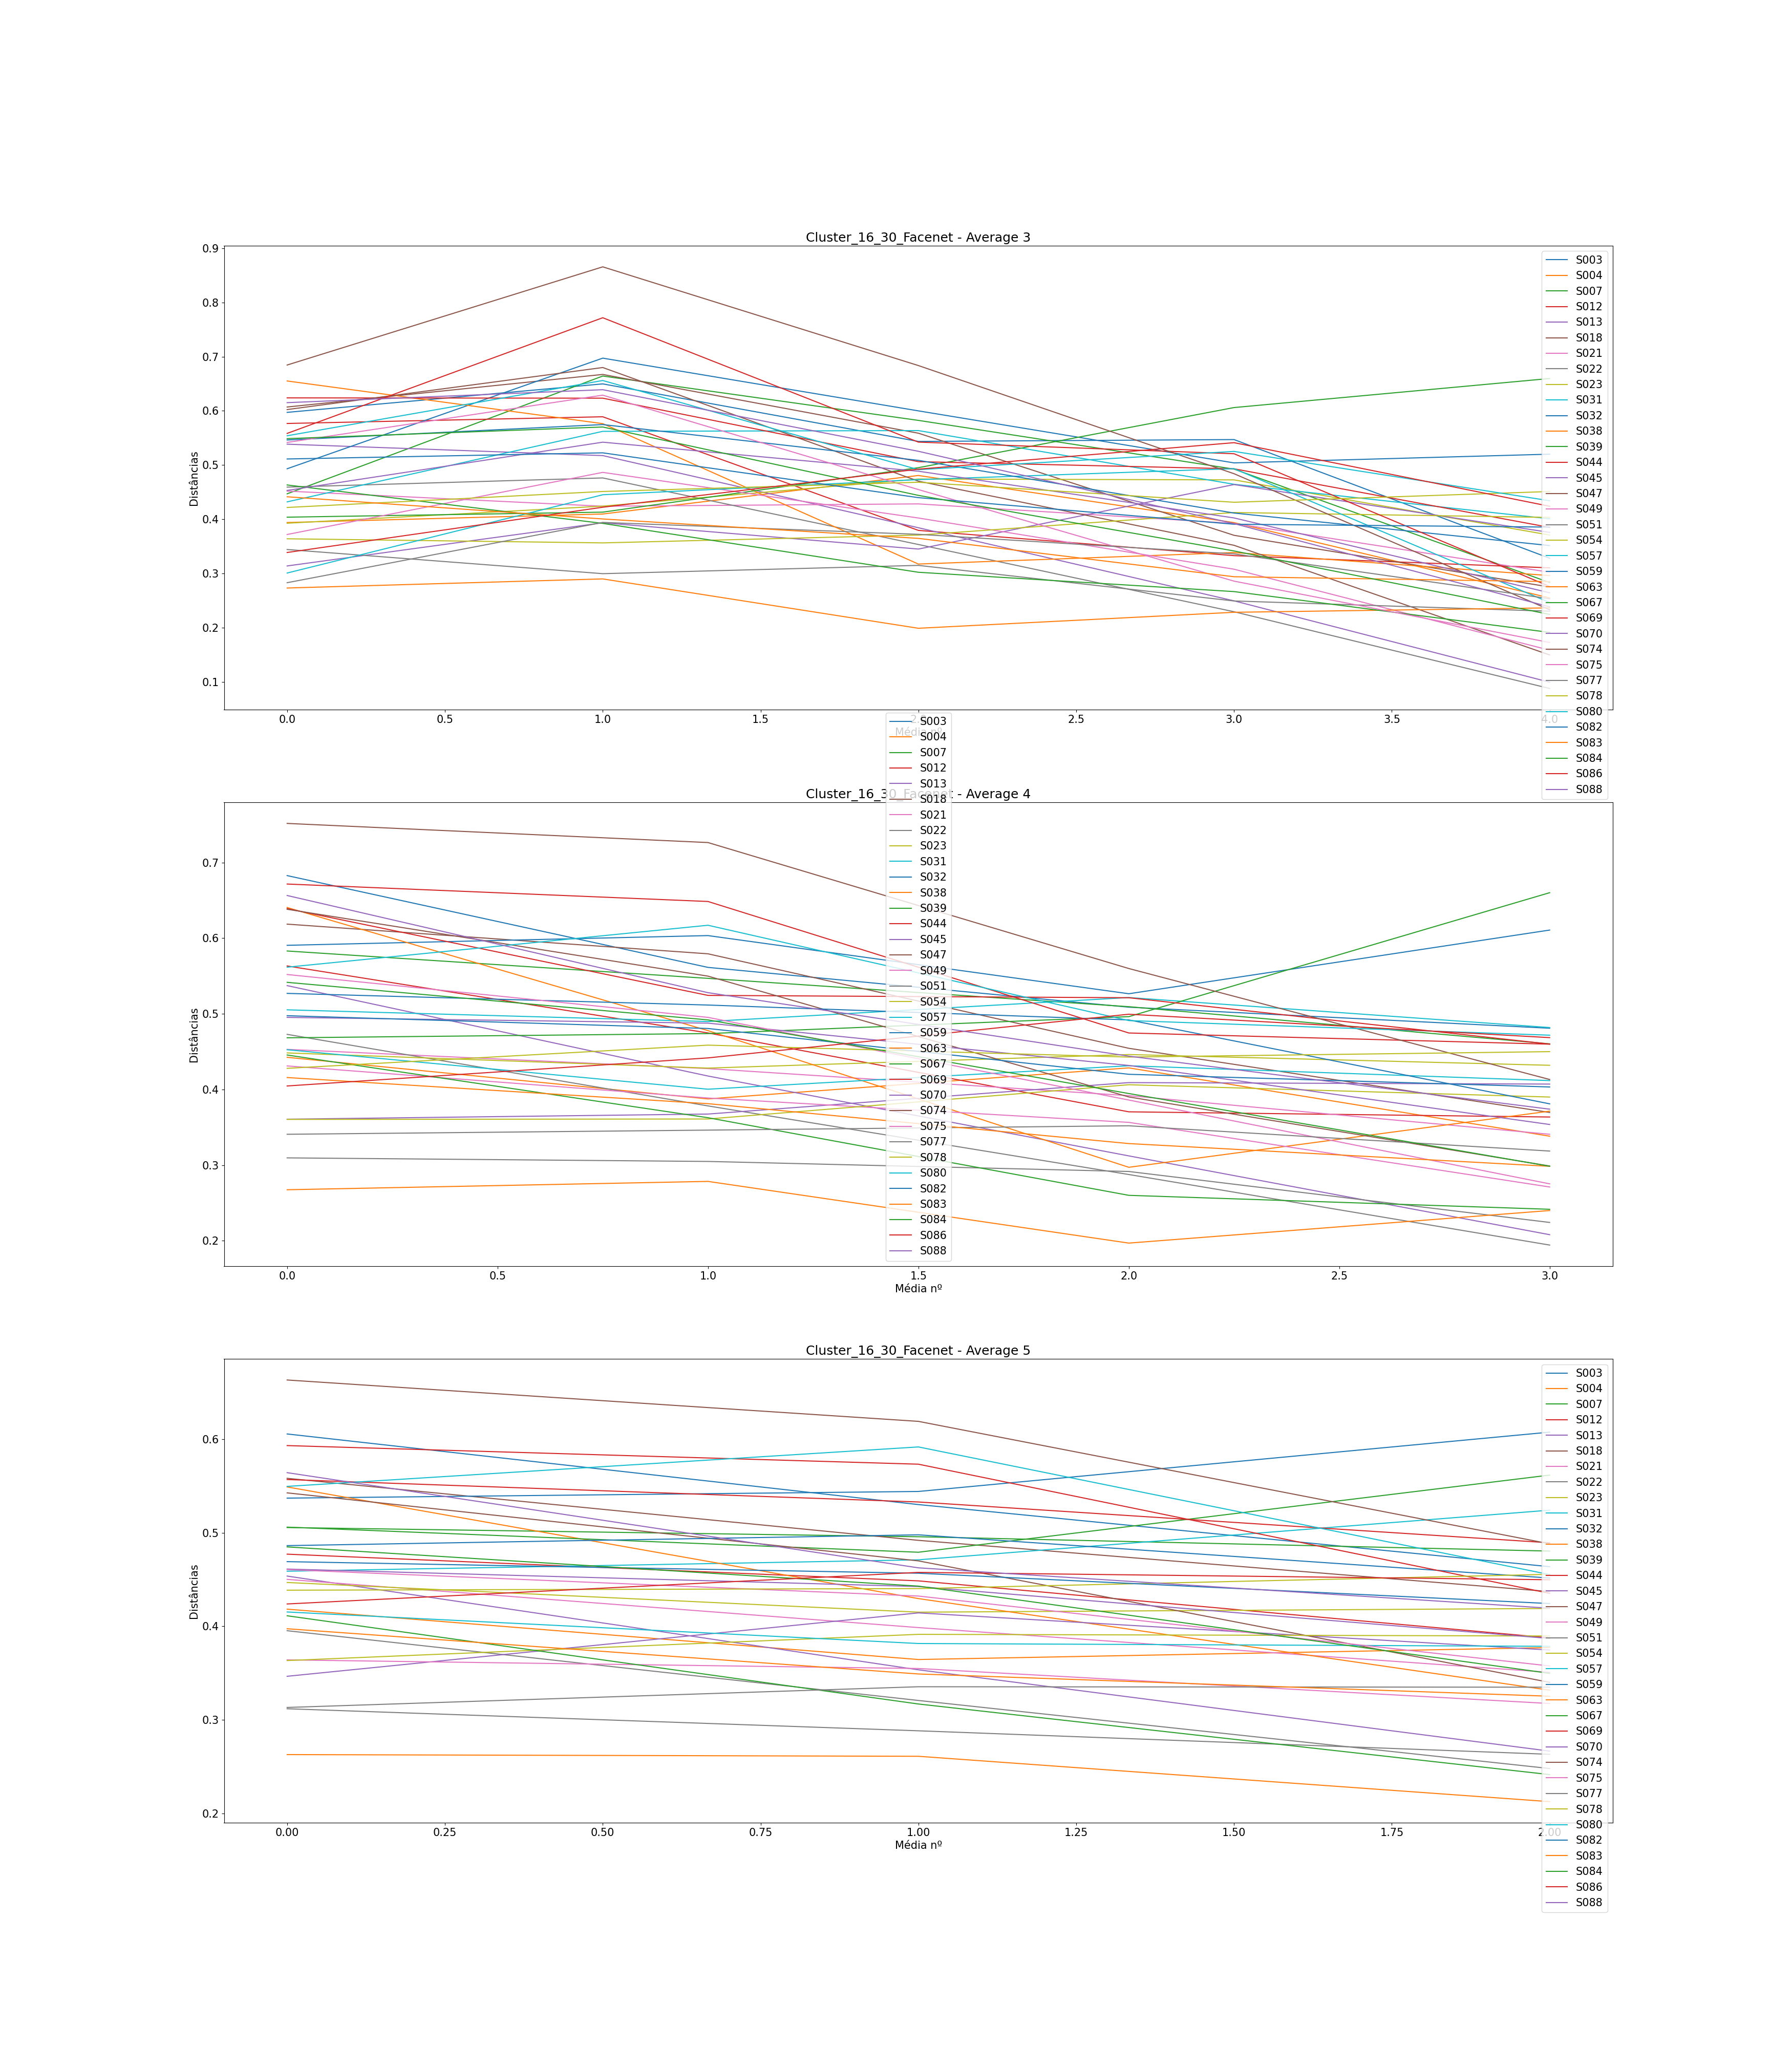 Cluster_16_30_Facenet - Average 3
Distâncias
0.9
0.8
0.7
0.6
0.5
0.4
0.3
0.2
0.1
0.0
0.5
1.0
1.5
2.0
2.5
3.0
3.5
4.0
Média nº
S003
S004
S007
S012
S013
S018
S021
S022
S023
S031
S032
S038
S039
S044
S045
S047
S049
S051
S054
S057
S059
S063
S067
S069
S070
S074
S075
S077
S078
S080
S082
S083
S084
S086
S088
Cluster_16_30_Facenet - Average 4
Distâncias
0.7
0.6
0.5
0.4
0.3
0.2
0.0
0.5
1.0
1.5
2.0
2.5
3.0
Média nº
S003
S004
S007
S012
S013
S018
S021
S022
S023
S031
S032
S038
S039
S044
S045
S047
S049
S051
S054
S057
S059
S063
S067
S069
S070
S074
S075
S077
S078
S080
S082
S083
S084
S086
S088
Cluster_16_30_Facenet - Average 5
Distâncias
0.6
0.5
0.4
0.3
0.2
0.00
0.25
0.50
0.75
1.00
1.25
1.50
1.75
2.00
Média nº
S003
S004
S007
S012
S013
S018
S021
S022
S023
S031
S032
S038
S039
S044
S045
S047
S049
S051
S054
S057
S059
S063
S067
S069
S070
S074
S075
S077
S078
S080
S082
S083
S084
S086
S088